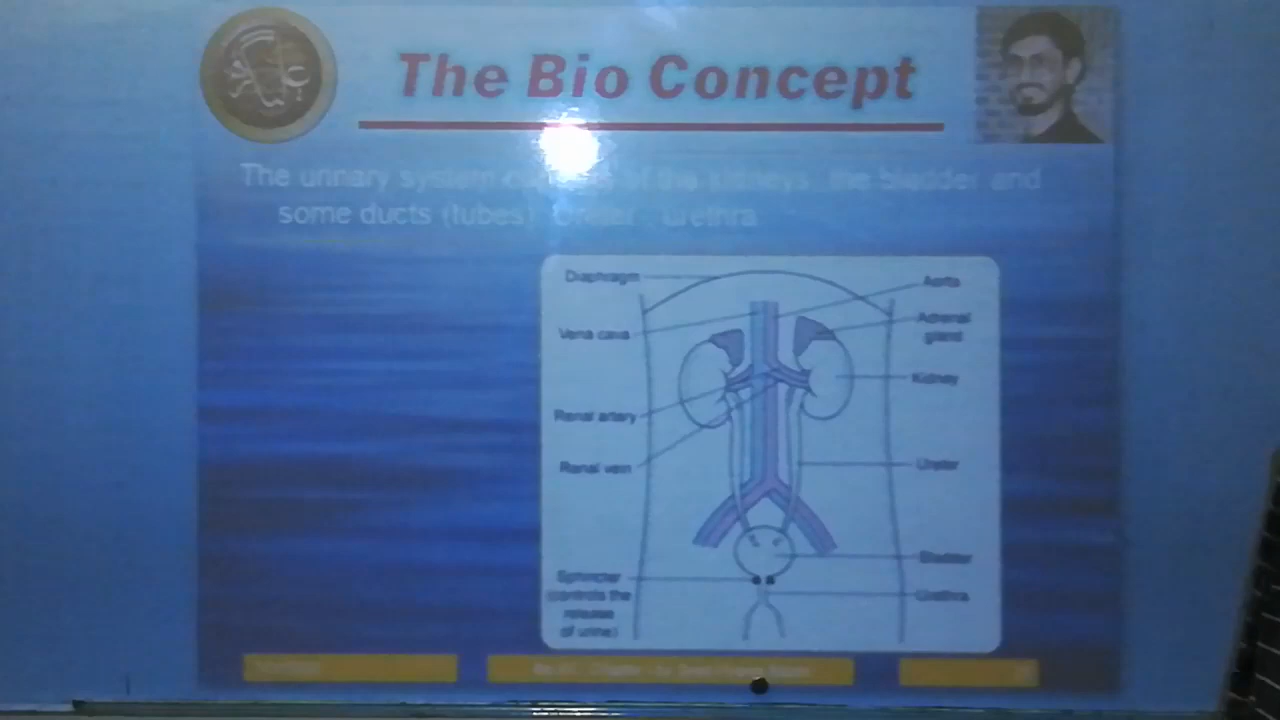 The Bio Concept
The urinary system of the kidneys, the bladder and
some ducts (tubes) Ureter, urethra
Diaphragm
Aorta
Vena cava
Adrenal
gland
Kidney
Renal artery
Renal vein
Ureter
Bladder
Sphincter
(controls the
release
of urine)
Urethra